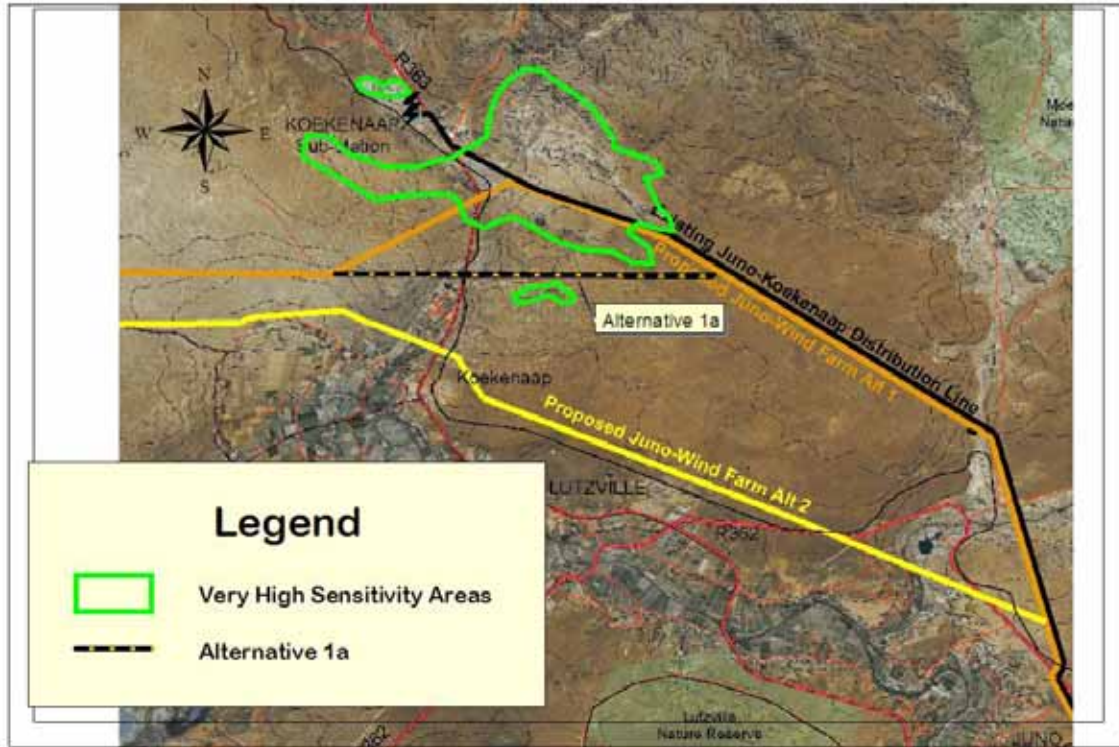 R363
N
W
E
S
KOEKENAAP
Sub-station
Existing Juno-Koekenaap Distribution Line
Proposed Juno-Wind Farm Alt 1
Alternative 1a
Koekenaap
Proposed Juno-Wind Farm Alt 2
LUTZVILLE
R362
Legend
Very High Sensitivity Areas
Alternative 1a
Lutzville
Nature Reserve
JUNO